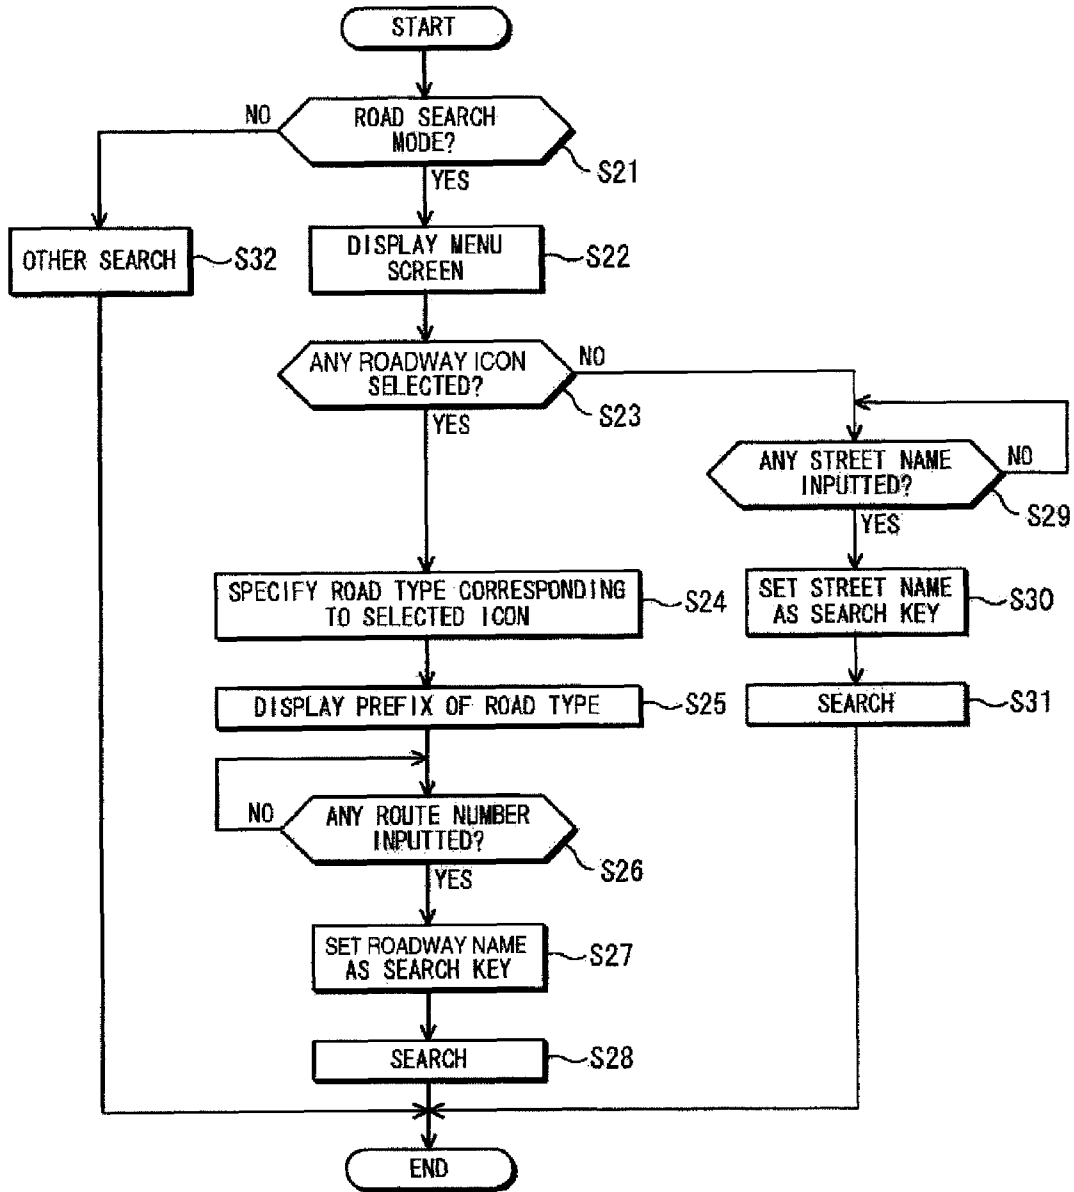 START
NO
ROAD SEARCH
MODE?
S21
YES
OTHER SEARCH
S32
DISPLAY MENU
SCREEN
S22
ANY ROADWAY ICON
SELECTED?
NO
S23
YES
ANY STREET NAME
INPUTTED?
NO
S29
YES
SPECIFY ROAD TYPE CORRESPONDING
TO SELECTED ICON
S24
SET STREET NAME
AS SEARCH KEY
S30
DISPLAY PREFIX OF ROAD TYPE
S25
SEARCH
S31
NO
ANY ROUTE NUMBER
INPUTTED?
S26
YES
SET ROADWAY NAME
AS SEARCH KEY
S27
SEARCH
S28
END